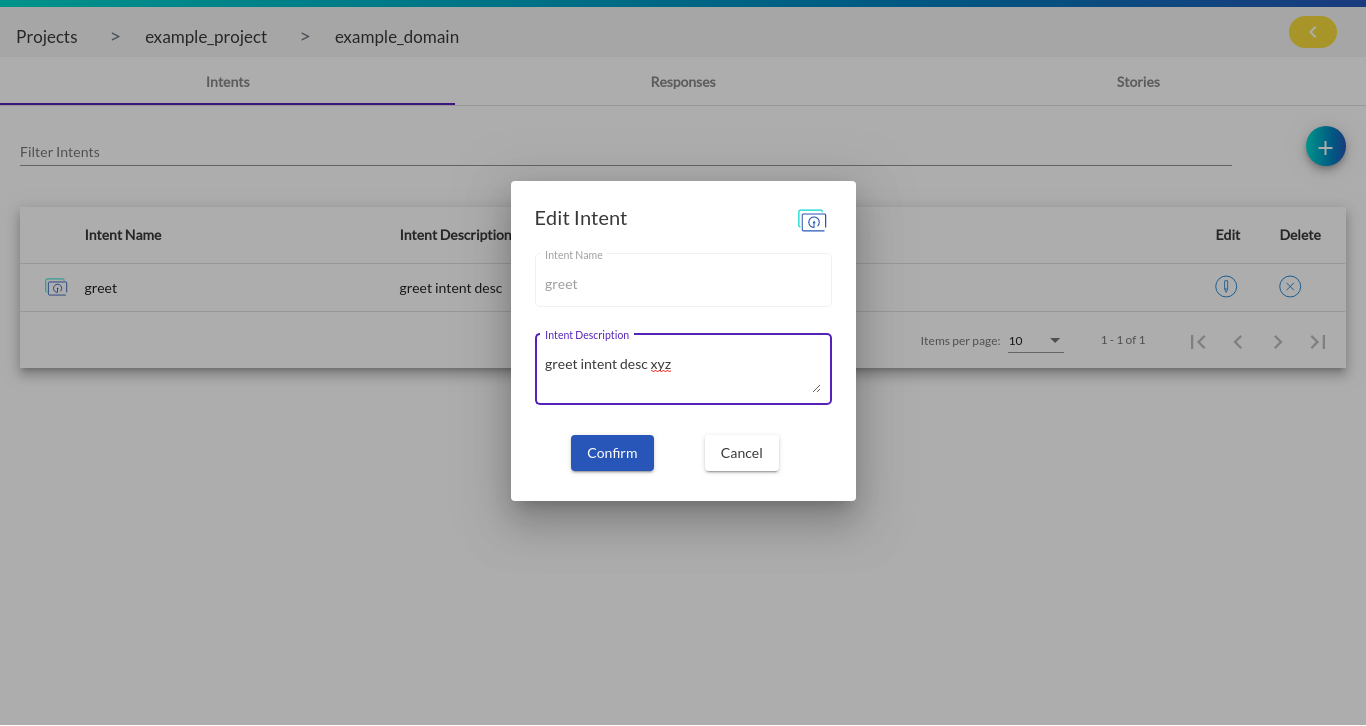 Projects > example_project > example_domain
Intents Responses Stories
Filter Intents
Edit Intent
Intent Name Intent Description Edit Delete
Intent Name
greet
greet greet intent desc
Intent Description
greet intent desc xyz
Items per page: 10 1 - 1 of 1
Confirm Cancel